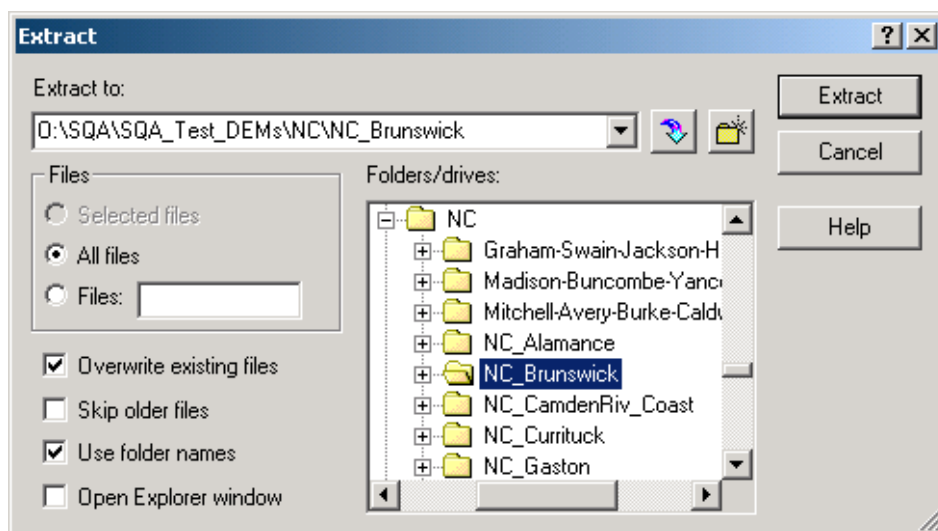 Extract
Extract to:
O:\SQA\SQA_Test_DEMs\NC\NC_Brunswick
Files
Selected files
All files
Files:
Overwrite existing files
Skip older files
Use folder names
Open Explorer window
Folders/drives:
NC
Graham-Swain-Jackson-H
Madison-Buncombe-Yanc
Mitchell-Avery-Burke-Cald
NC_Alamance
NC_Brunswick
NC_CamdenRiv_Coast
NC_Currituck
NC_Gaston
Extract
Cancel
Help